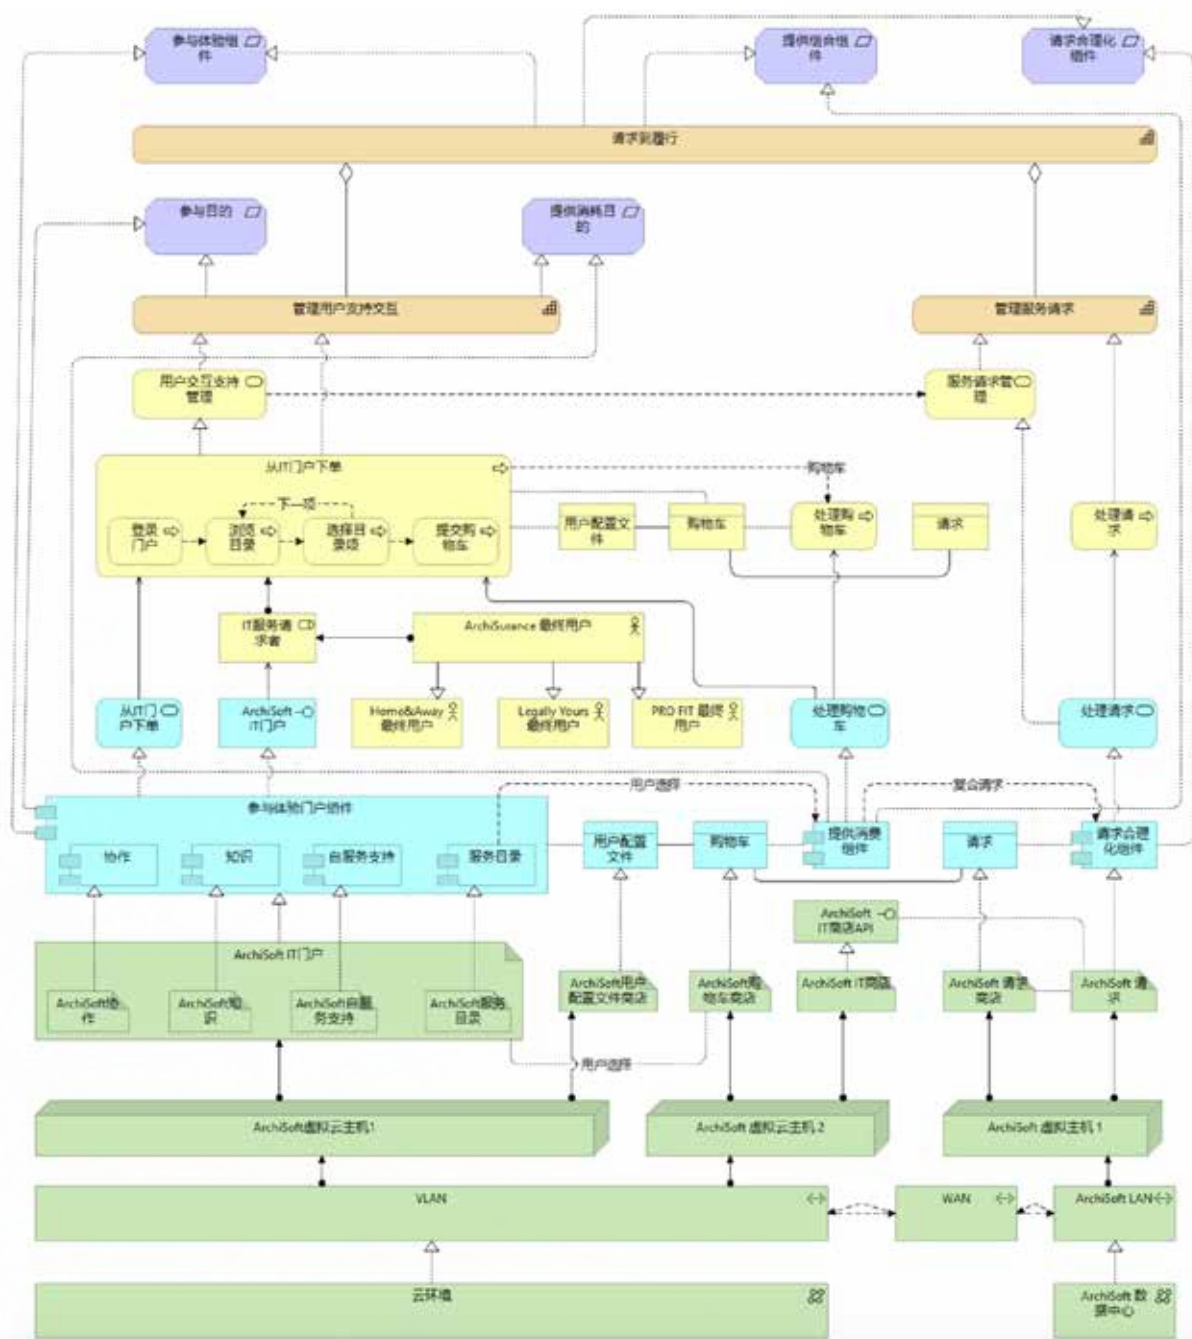 参与体验组
件
提供组合组
件
请求合理化
组件
请求到履行
参与目的
提供消耗目
的
管理用户支持交互
管理服务请求
用户交互支持
管理
服务请求管
理
从IT门户下单
购物车
下一项
登录
门户
浏览
目录
选择目
录项
提交购
物车
用户配置文
件
购物车
处理购
物车
请求
处理请
求
IT服务请
求者
ArchiSurance 最终用户
从IT门
户下单
ArchiSoft
IT门户
Home&Away
最终用户
Legally Yours
最终用户
PRO FIT 最终
用户
处理购物
车
处理请求
参与体验门户组件
用户选择
复合请求
协作
知识
自服务支持
服务目录
用户配置
文件
购物车
提供消费
组件
请求
请求合理
化组件
ArchiSoft
IT商店API
ArchiSoft IT门户
ArchiSoft协
作
ArchiSoft知
识
ArchiSoft自服
务支持
ArchiSoft服务
目录
ArchiSoft用户
配置文件商店
ArchiSoft购
物车商店
ArchiSoft IT商店
ArchiSoft 请求
商店
ArchiSoft 请
求
用户选择
ArchiSoft虚拟云主机1
ArchiSoft 虚拟云主机 2
ArchiSoft 虚拟主机 1
VLAN
WAN
ArchiSoft LAN
云环境
ArchiSoft 数
据中心